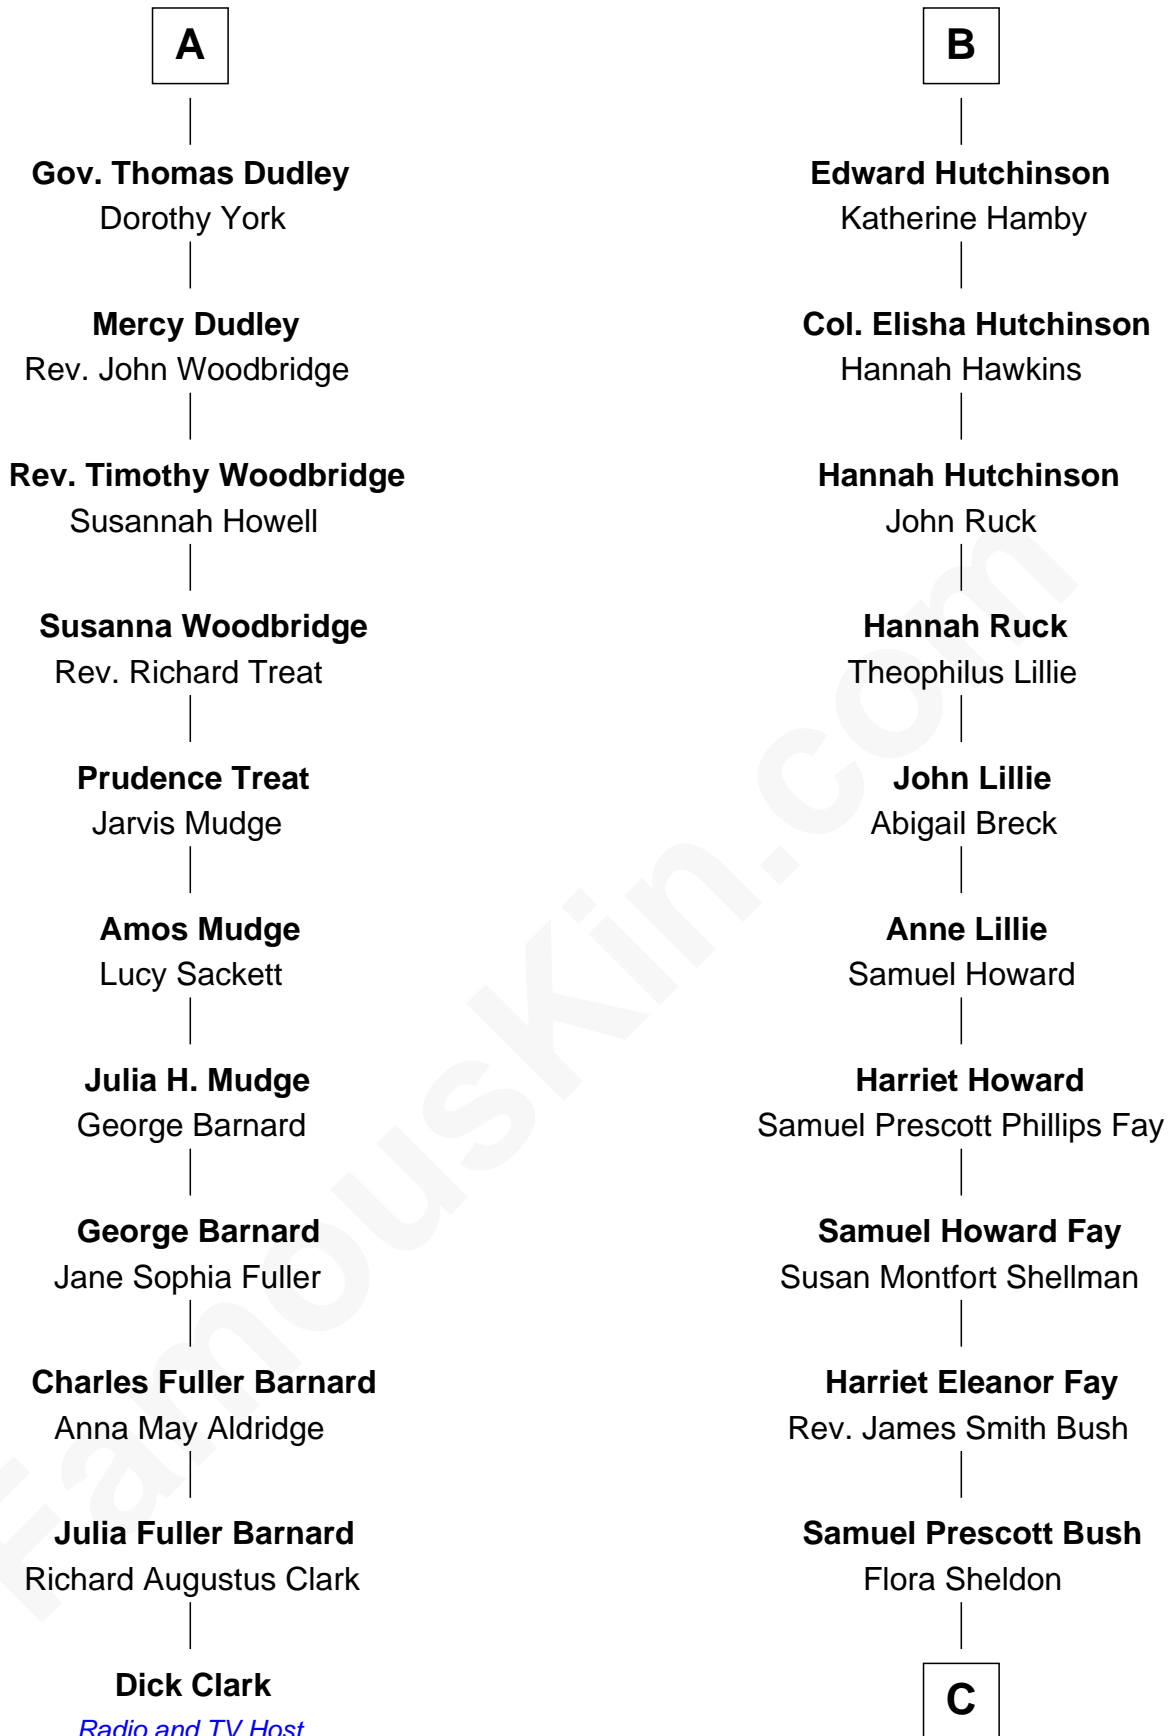 A
Gov. Thomas Dudley
Dorothy York
Mercy Dudley
Rev. John Woodbridge
Rev. Timothy Woodbridge
Susannah Howell
Susanna Woodbridge
Rev. Richard Treat
Prudence Treat
Jarvis Mudge
Amos Mudge
Lucy Sackett
Julia H. Mudge
George Barnard
George Barnard
Jane Sophia Fuller
Charles Fuller Barnard
Anna May Aldridge
Julia Fuller Barnard
Richard Augustus Clark
Dick Clark
Radio and TV Host
B
Edward Hutchinson
Katherine Hamby
Col. Elisha Hutchinson
Hannah Hawkins
Hannah Hutchinson
John Ruck
Hannah Ruck
Theophilus Lillie
John Lillie
Abigail Breck
Anne Lillie
Samuel Howard
Harriet Howard
Samuel Prescott Phillips Fay
Samuel Howard Fay
Susan Montfort Shellman
Harriet Eleanor Fay
Rev. James Smith Bush
Samuel Prescott Bush
Flora Sheldon
C
FamousKin.com